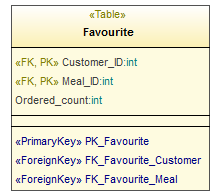 «Table»
Favourite
«FK, PK» Customer_ID:int
«FK, PK» Meal_ID:int
Ordered_count:int
«PrimaryKey» PK_Favourite
«ForeignKey» FK_Favourite_Customer
«ForeignKey» FK_Favourite_Meal